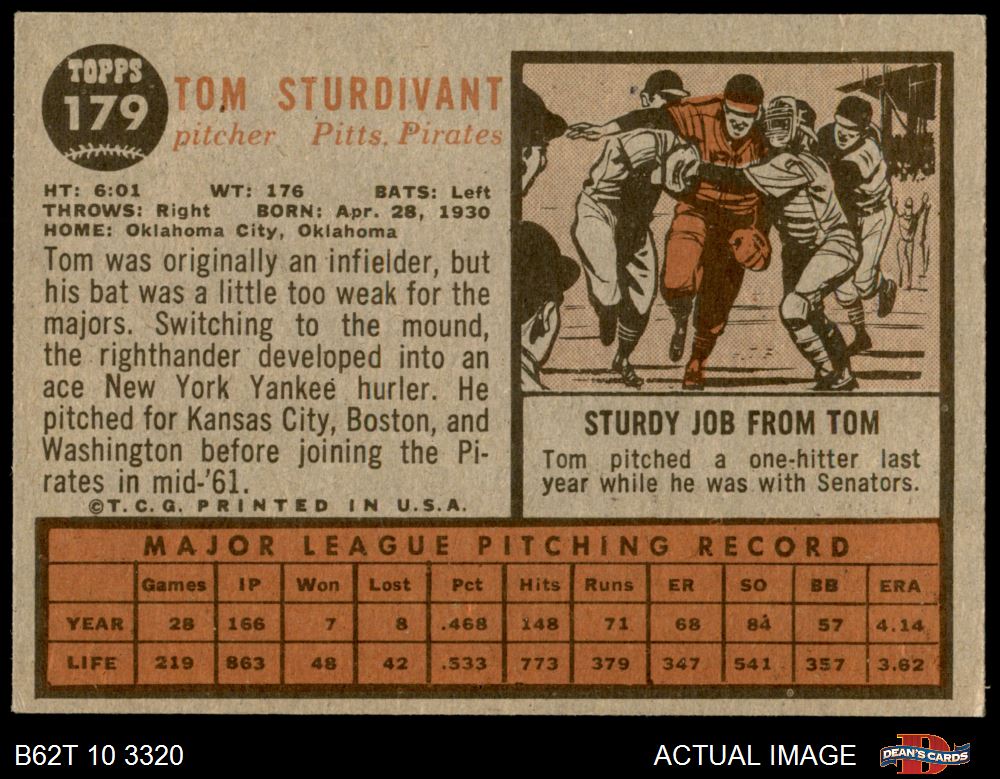 TOPPS
179
TOM STURDIVANT
pitcher Pitts. Pirates
HT: 6:01 WT: 176 BATS: Left
THROWS: Right BORN: Apr. 28, 1930
HOME: Oklahoma City, Oklahoma
Tom was originally an infielder, but
his bat was a little too weak for the
majors. Switching to the mound,
the righthander developed into an
ace New York Yankee hurler. He
pitched for Kansas City, Boston, and
Washington before joining the Pi-
rates in mid-'61.
©T.C.G. PRINTED IN U.S.A.
STURDY JOB FROM TOM
Tom pitched a one-hitter last
year while he was with Senators.
MAJOR LEAGUE PITCHING RECORD
Games IP Won Lost Pct Hits Runs ER SO BB ERA
YEAR 28 166 7 8 .468 148 71 68 84 57 4.14
LIFE 219 863 48 42 .533 773 379 347 541 357 3.62
B62T 10 3320 ACTUAL IMAGE DEAN'S CARDS